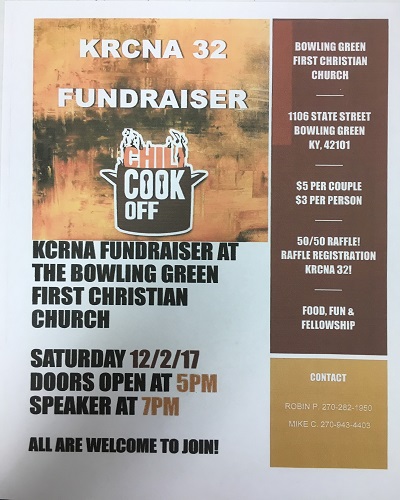 KRCNA 32
FUNDRAISER
CHILI
COOK
OFF
KCRNA FUNDRAISER AT
THE BOWLING GREEN
FIRST CHRISTIAN
CHURCH
SATURDAY 12/2/17
DOORS OPEN AT 5PM
SPEAKER AT 7PM
ALL ARE WELCOME TO JOIN!
BOWLING GREEN
FIRST CHRISTIAN
CHURCH
1106 STATE STREET
BOWLING GREEN
KY, 42101
$5 PER COUPLE
$3 PER PERSON
50/50 RAFFLE!
RAFFLE REGISTRATION
KRCNA 32!
FOOD, FUN &
FELLOWSHIP
CONTACT
ROBIN P. 270-282-1950
MIKE C. 270-943-4403